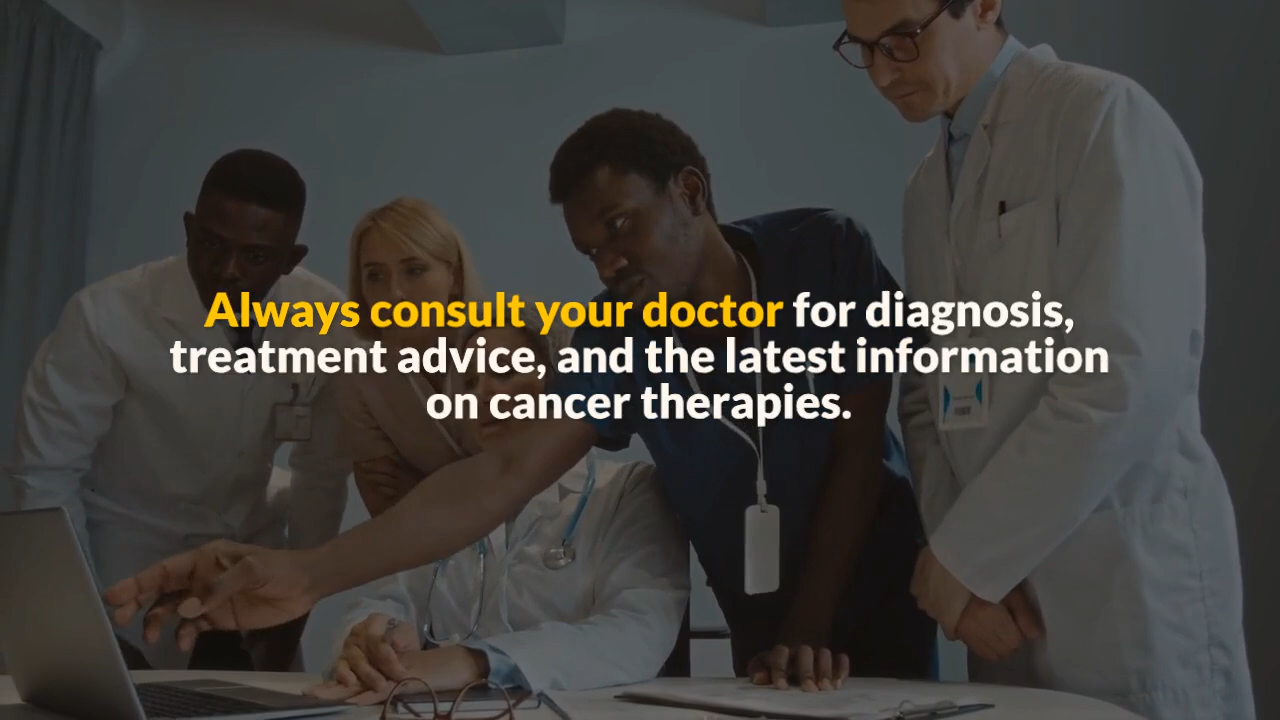 Always consult your doctor for diagnosis,
treatment advice, and the latest information
on cancer therapies.